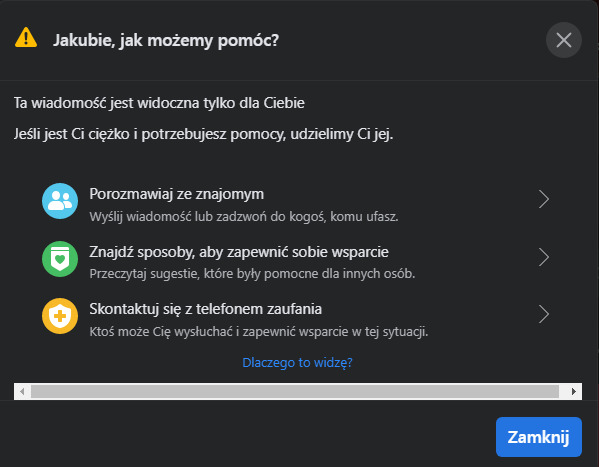 Jakubie, jak możemy pomóc?
Ta wiadomość jest widoczna tylko dla Ciebie
Jeśli jest Ci ciężko i potrzebujesz pomocy, udzielimy Ci jej.
Porozmawiaj ze znajomym
Wyślij wiadomość lub zadzwoń do kogoś, komu ufasz.
Znajdź sposoby, aby zapewnić sobie wsparcie
Przeczytaj sugestie, które były pomocne dla innych osób.
Skontaktuj się z telefonem zaufania
Ktoś może Cię wysłuchać i zapewnić wsparcie w tej sytuacji.
Dlaczego to widzę?
Zamknij